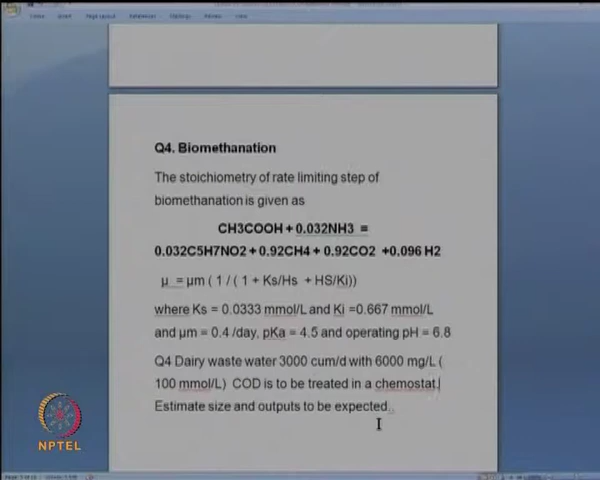 Q4. Biomethanation
The stoichiometry of rate limiting step of
biomethanation is given as
CH3COOH + 0.032NH3 =
0.032C5H7NO2 + 0.92CH4 + 0.92CO2 +0.096 H2
µ = µm ( 1 / ( 1 + Ks/Hs + HS/Ki))
where Ks = 0.0333 mmol/L and Ki =0.667 mmol/L
and µm = 0.4 /day, pKa = 4.5 and operating pH = 6.8
Q4 Dairy waste water 3000 cum/d with 6000 mg/L (
100 mmol/L) COD is to be treated in a chemostat.
Estimate size and outputs to be expected..
NPTEL